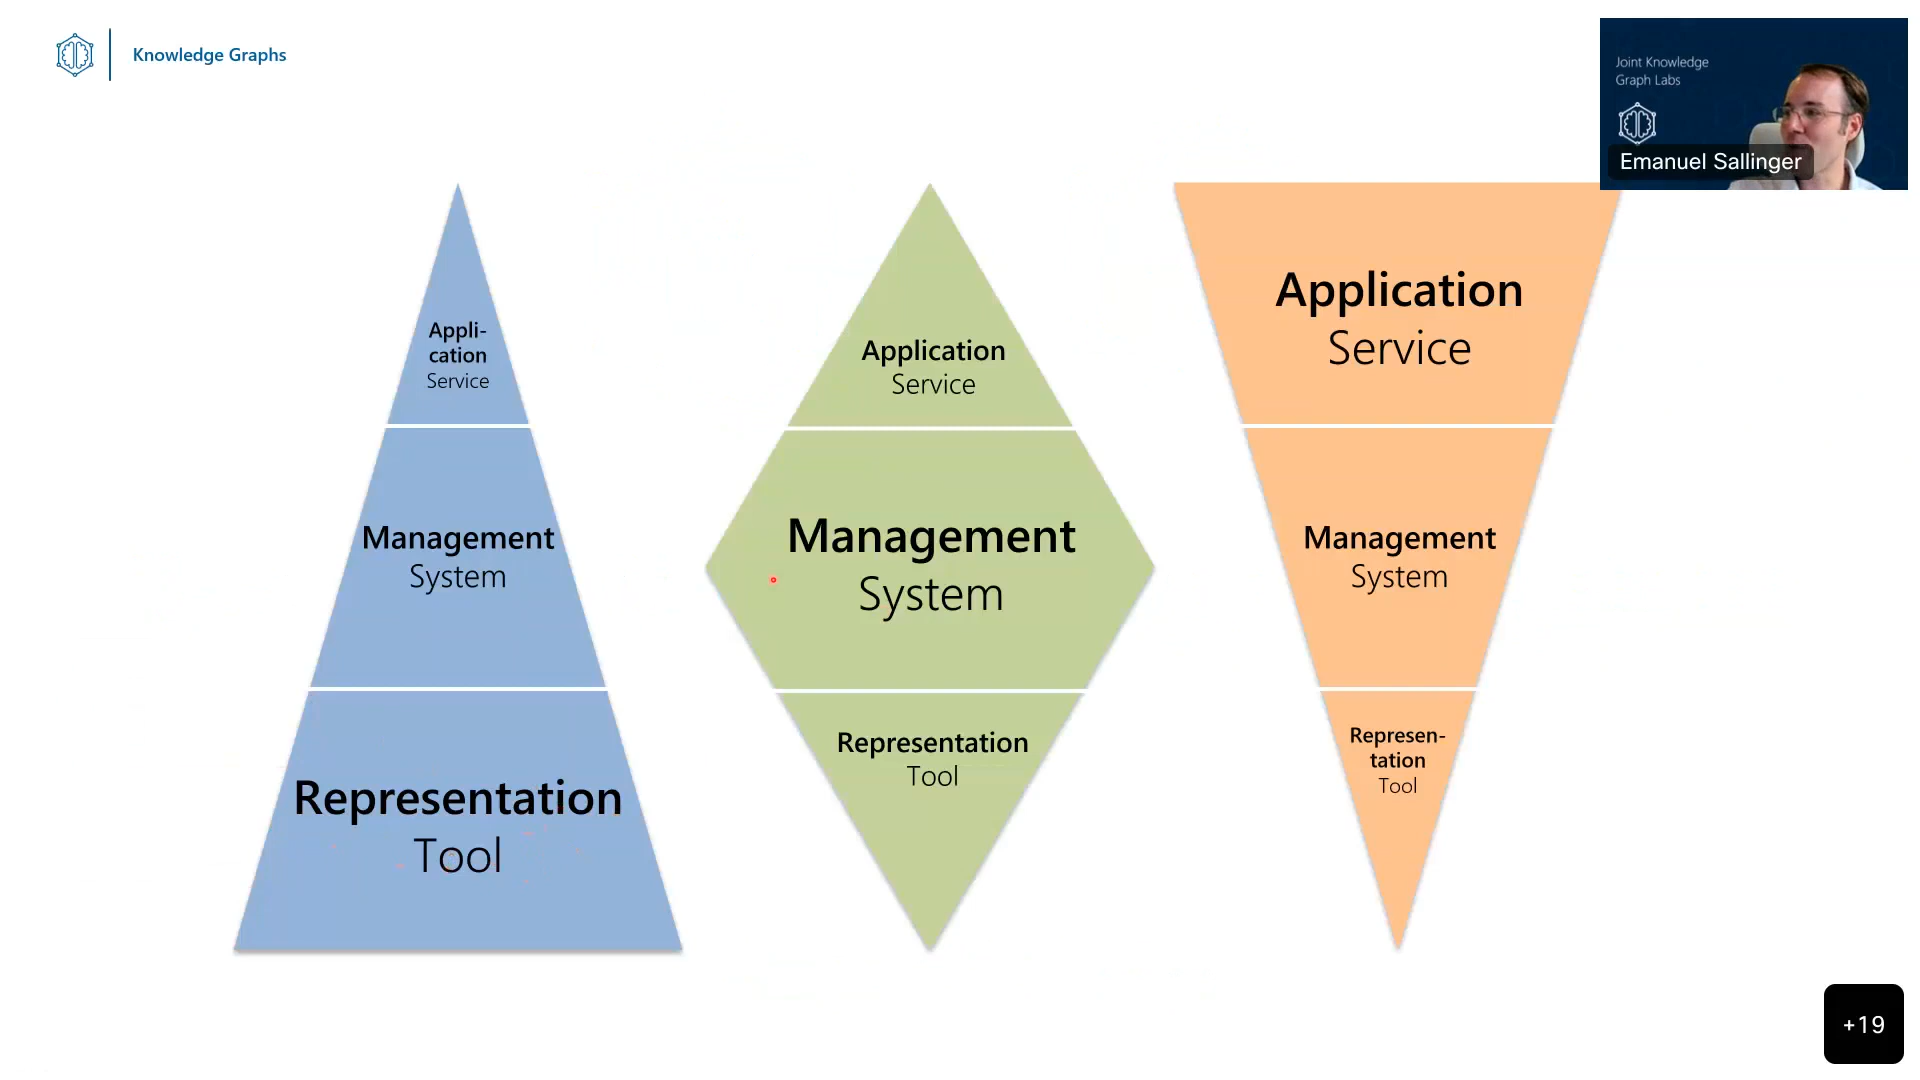 Knowledge Graphs
Joint Knowledge
Graph Labs
Emanuel Sallinger
Appli-
cation
Service
Management
System
Representation
Tool
Application
Service
Management
System
Representation
Tool
Application
Service
Management
System
Represen-
tation
Tool
+19